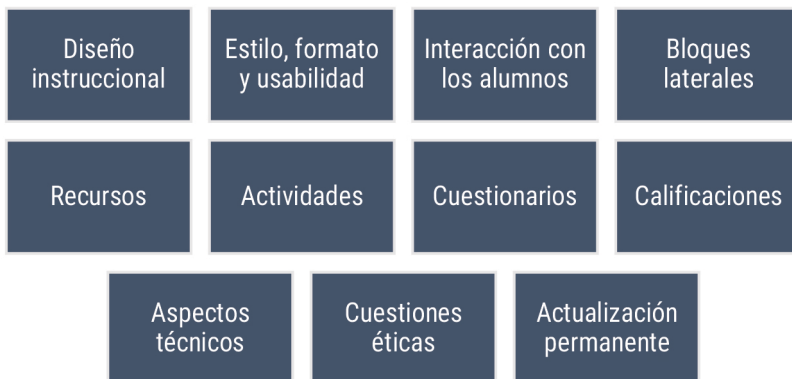 Diseño
instruccional
Estilo, formato
y usabilidad
Interacción con
los alumnos
Bloques
laterales
Recursos
Actividades
Cuestionarios
Calificaciones
Aspectos
técnicos
Cuestiones
éticas
Actualización
permanente